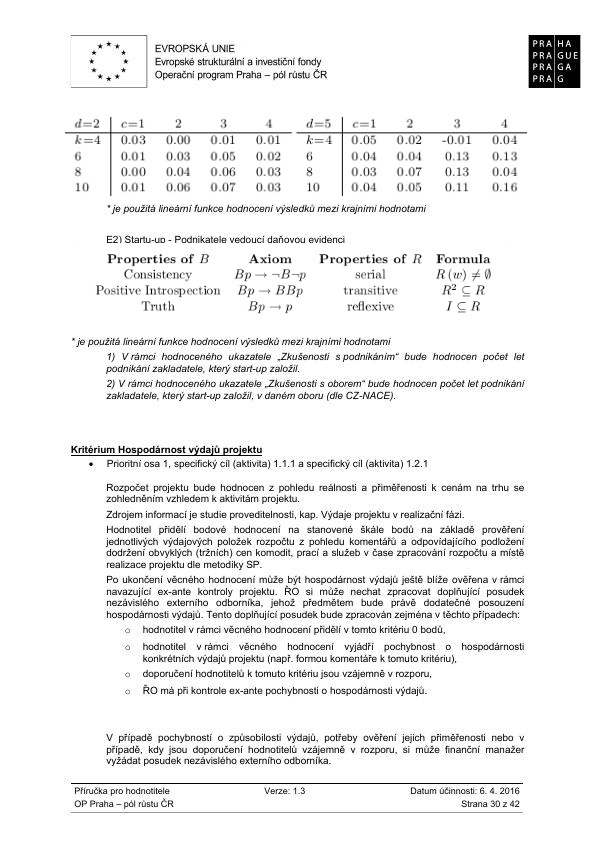 EVROPSKÁ UNIE
Evropské strukturální a investiční fondy
Operační program Praha – pól růstu ČR
PRA HA
PRA GUE
PRA GA
PRA G
d=2 c=1 2 3 4 d=5 c=1 2 3 4
k=4 0.03 0.00 0.01 0.01 k=4 0.05 0.02 -0.01 0.04
6 0.01 0.03 0.05 0.02 6 0.04 0.04 0.13 0.13
8 0.00 0.04 0.06 0.03 8 0.03 0.07 0.13 0.04
10 0.01 0.06 0.07 0.03 10 0.04 0.05 0.11 0.16
* je použitá lineární funkce hodnocení výsledků mezi krajními hodnotami
E2) Startu-up - Podnikatele vedoucí daňovou evidenci
Properties of B Axiom Properties of R Formula
Consistency Bp → ¬B¬p serial R (w) ≠ ∅
Positive Introspection Bp → BBp transitive R² ⊆ R
Truth Bp → p reflexive I ⊆ R
* je použitá lineární funkce hodnocení výsledků mezi krajními hodnotami
1) V rámci hodnoceného ukazatele „Zkušenosti s podnikáním“ bude hodnocen počet let
podnikání zakladatele, který start-up založil.
2) V rámci hodnoceného ukazatele „Zkušenosti s oborem“ bude hodnocen počet let podnikání
zakladatele, který start-up založil, v daném oboru (dle CZ-NACE).
Kritérium Hospodárnost výdajů projektu
• Prioritní osa 1, specifický cíl (aktivita) 1.1.1 a specifický cíl (aktivita) 1.2.1
Rozpočet projektu bude hodnocen z pohledu reálnosti a přiměřenosti k cenám na trhu se
zohledněním vzhledem k aktivitám projektu.
Zdrojem informací je studie proveditelnosti, kap. Výdaje projektu v realizační fázi.
Hodnotitel přidělí bodové hodnocení na stanovené škále bodů na základě prověření
jednotlivých výdajových položek rozpočtu z pohledu komentářů a odpovídajícího podložení
dodržení obvyklých (tržních) cen komodit, prací a služeb v čase zpracování rozpočtu a místě
realizace projektu dle metodiky SP.
Po ukončení věcného hodnocení může být hospodárnost výdajů ještě blíže ověřena v rámci
navazující ex-ante kontroly projektu. ŘO si může nechat zpracovat doplňující posudek
nezávislého externího odborníka, jehož předmětem bude právě dodatečné posouzení
hospodárnosti výdajů. Tento doplňující posudek bude zpracován zejména v těchto případech:
o hodnotitel v rámci věcného hodnocení přidělí v tomto kritériu 0 bodů,
o hodnotitel v rámci věcného hodnocení vyjádří pochybnost o hospodárnosti
konkrétních výdajů projektu (např. formou komentáře k tomuto kritériu),
o doporučení hodnotitelů k tomuto kritériu jsou vzájemně v rozporu,
o ŘO má při kontrole ex-ante pochybnosti o hospodárnosti výdajů.
V případě pochybností o způsobilosti výdajů, potřeby ověření jejich přiměřenosti nebo v
případě, kdy jsou doporučení hodnotitelů vzájemně v rozporu, si může finanční manažer
vyžádat posudek nezávislého externího odborníka.
Příručka pro hodnotitele Verze: 1.3 Datum účinnosti: 6. 4. 2016
OP Praha – pól růstu ČR Strana 30 z 42